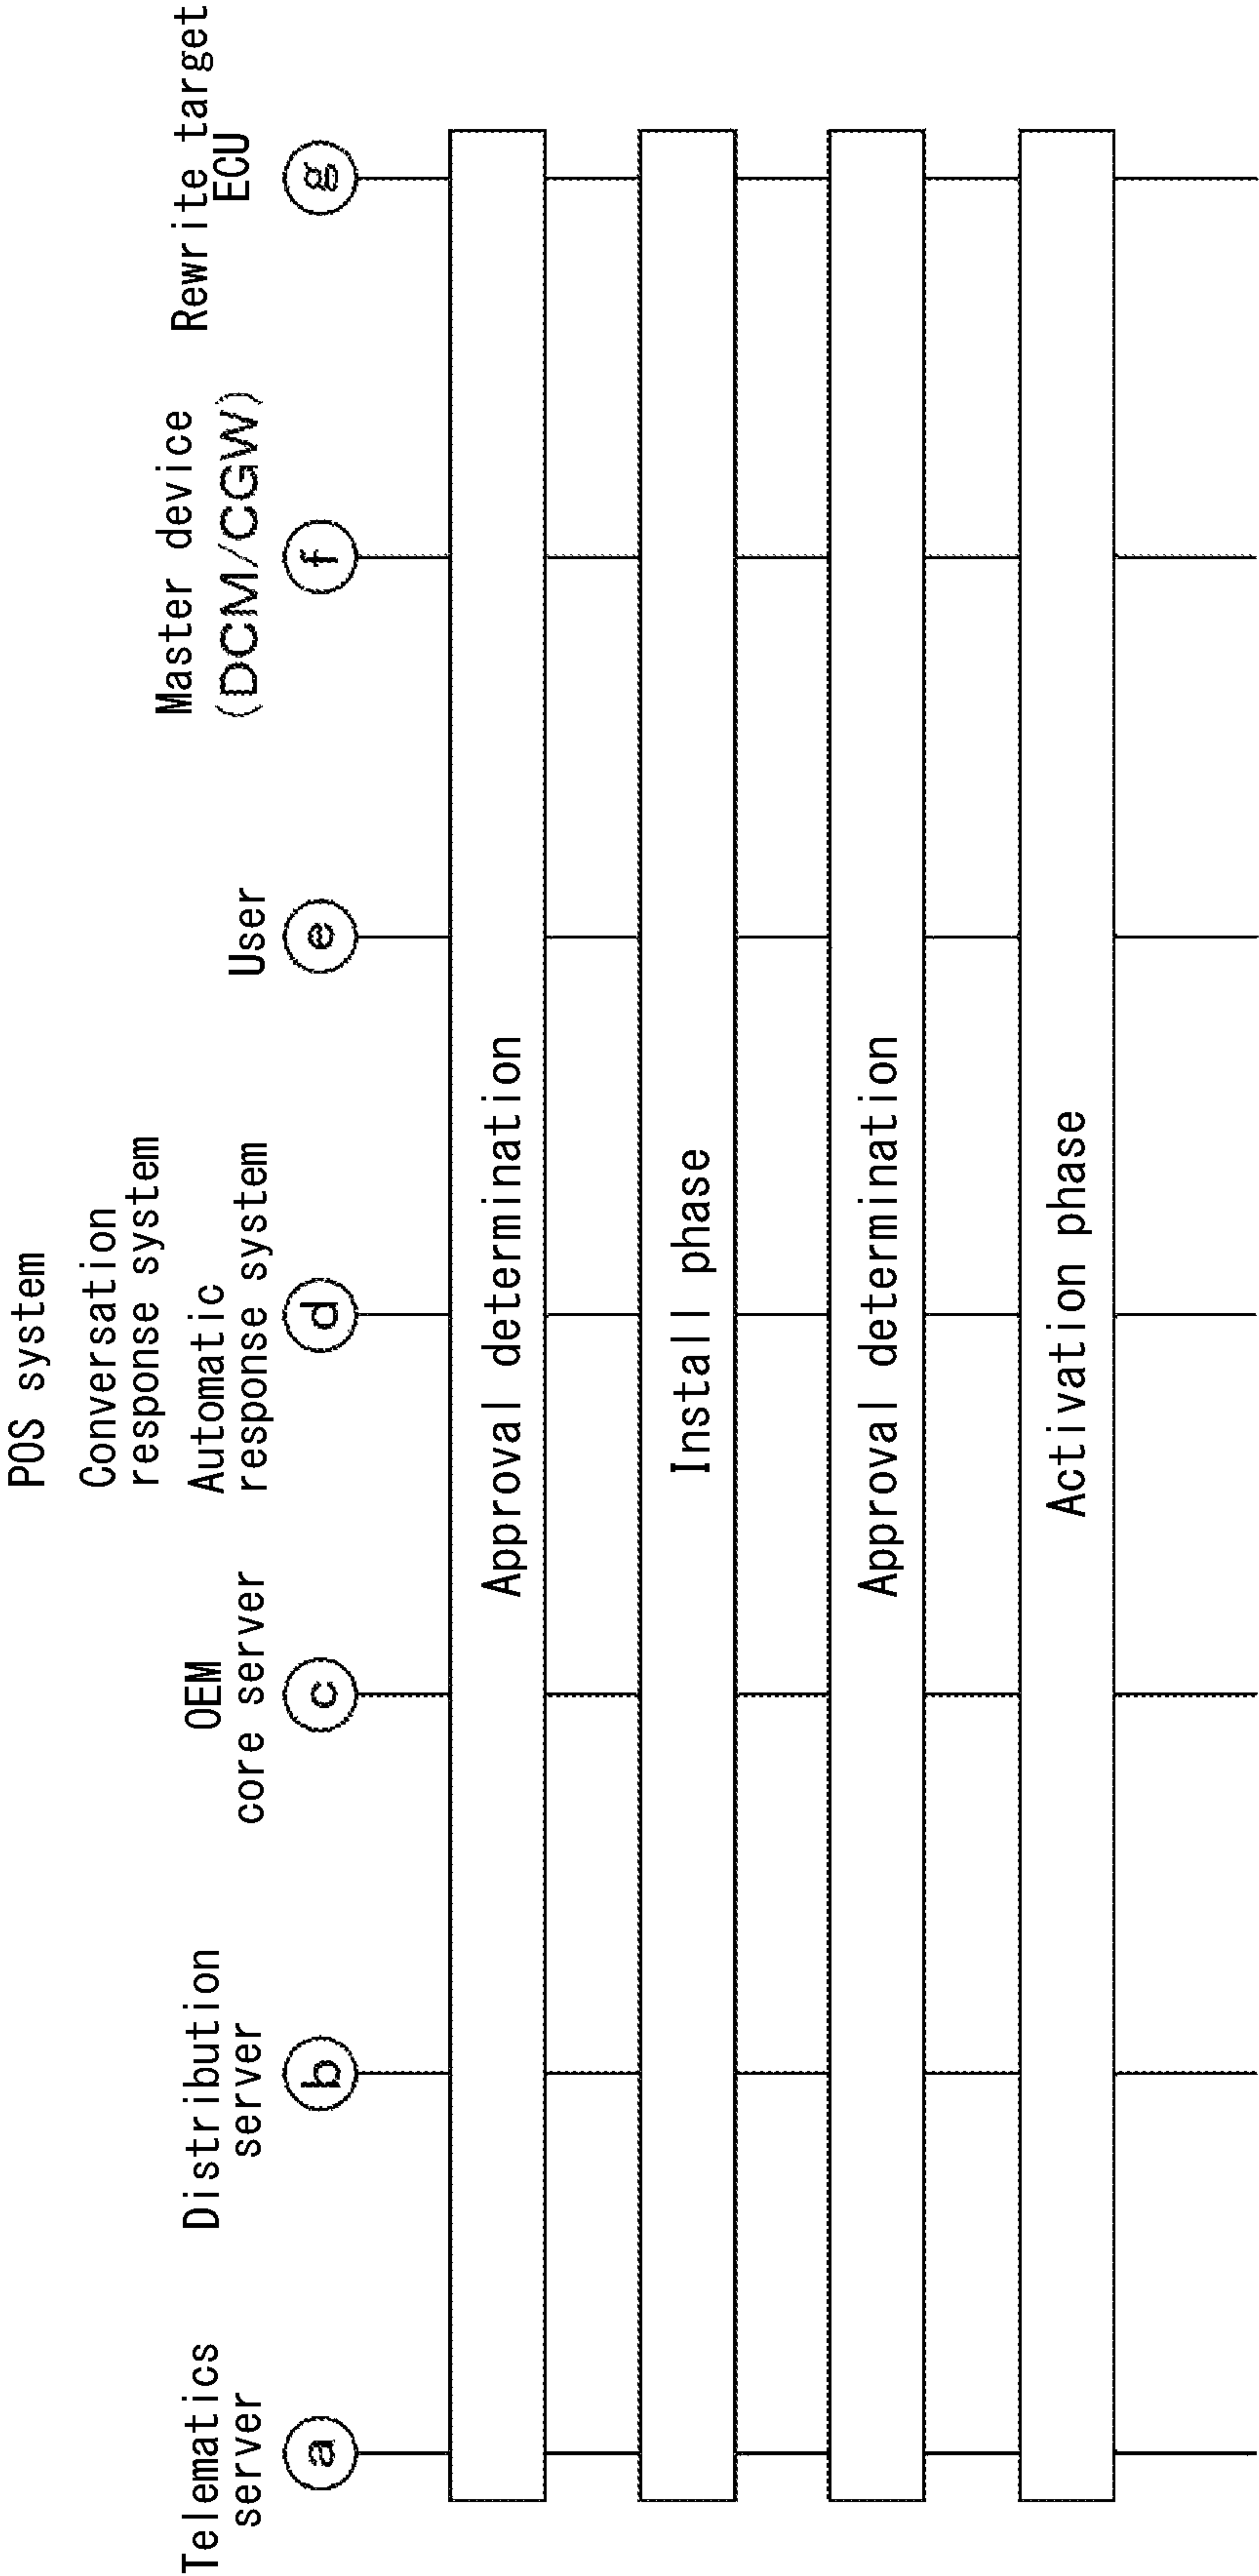 Telematics
server
a
Distribution
server
b
OEM
core server
c
POS system
Conversation
response system
Automatic
response system
d
User
e
Master device
(DCM/CGW)
f
Rewrite target
ECU
g
Approval determination
Install phase
Approval determination
Activation phase